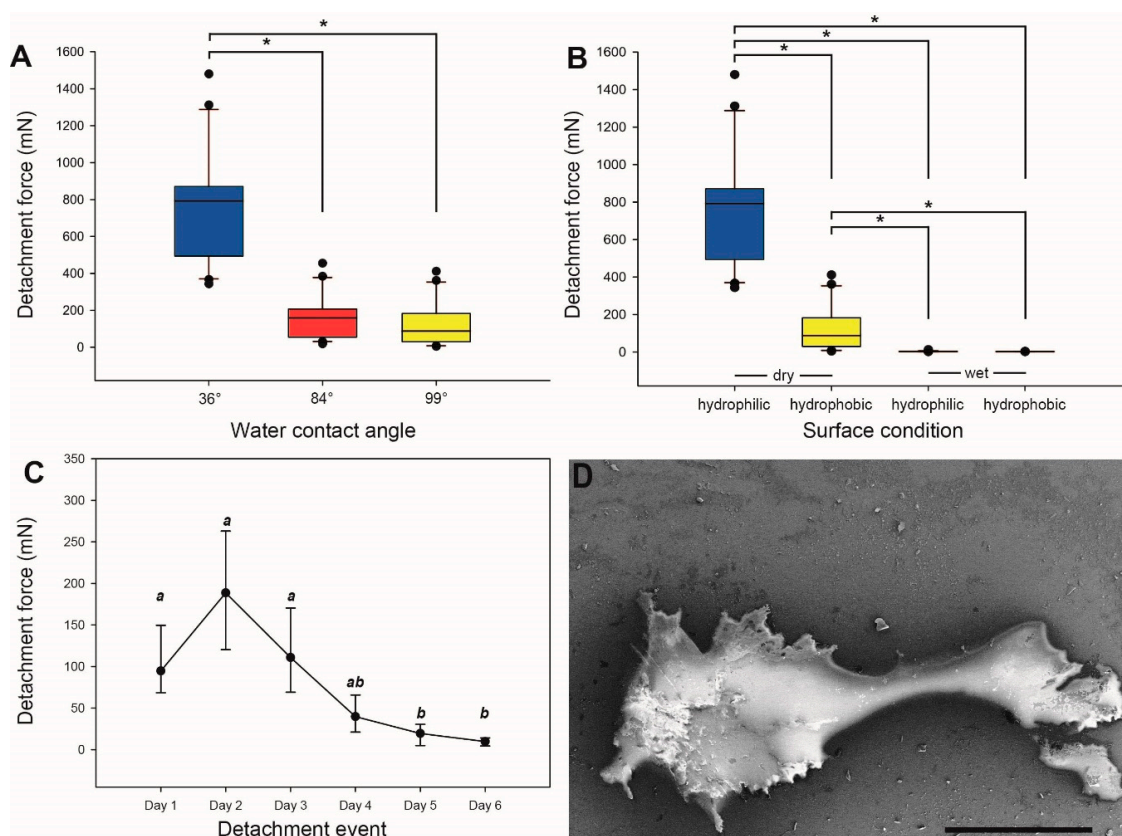 A
*
*
1600
1400
1200
1000
800
600
400
200
0
Detachment force (mN)
36°
84°
99°
Water contact angle
B
*
*
*
*
*
1600
1400
1200
1000
800
600
400
200
0
Detachment force (mN)
dry
wet
hydrophilic hydrophobic hydrophilic hydrophobic
Surface condition
C
350
300
250
200
150
100
50
0
Detachment force (mN)
a
a
a
ab
b
b
Day 1 Day 2 Day 3 Day 4 Day 5 Day 6
Detachment event
D